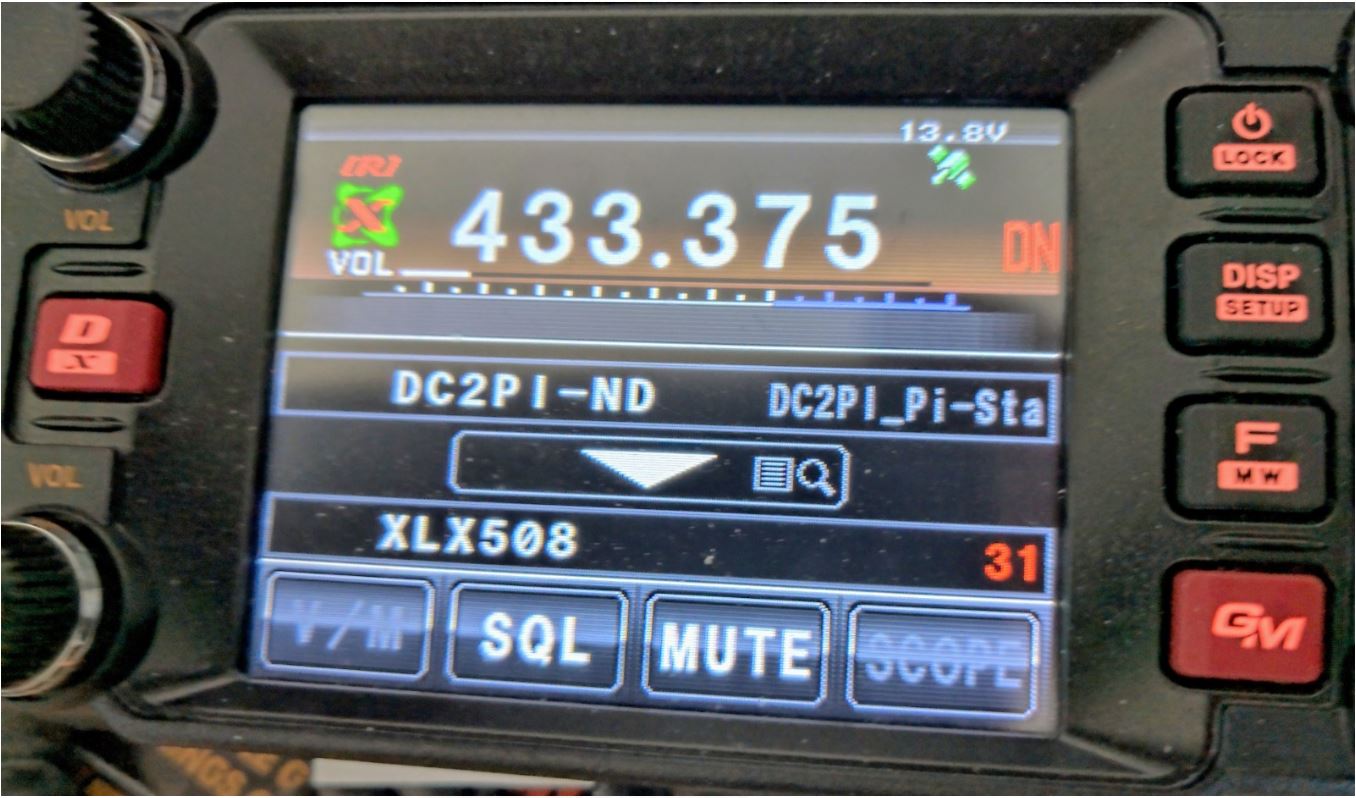 13.8V
[R]
X
433.375
DN
VOL
DC2PI-ND DC2PI_Pi-Sta
XLX508
31
V/M SQL MUTE SCOPE
VOL
D
X
VOL
LOCK
DISP
SETUP
F
MW
GM